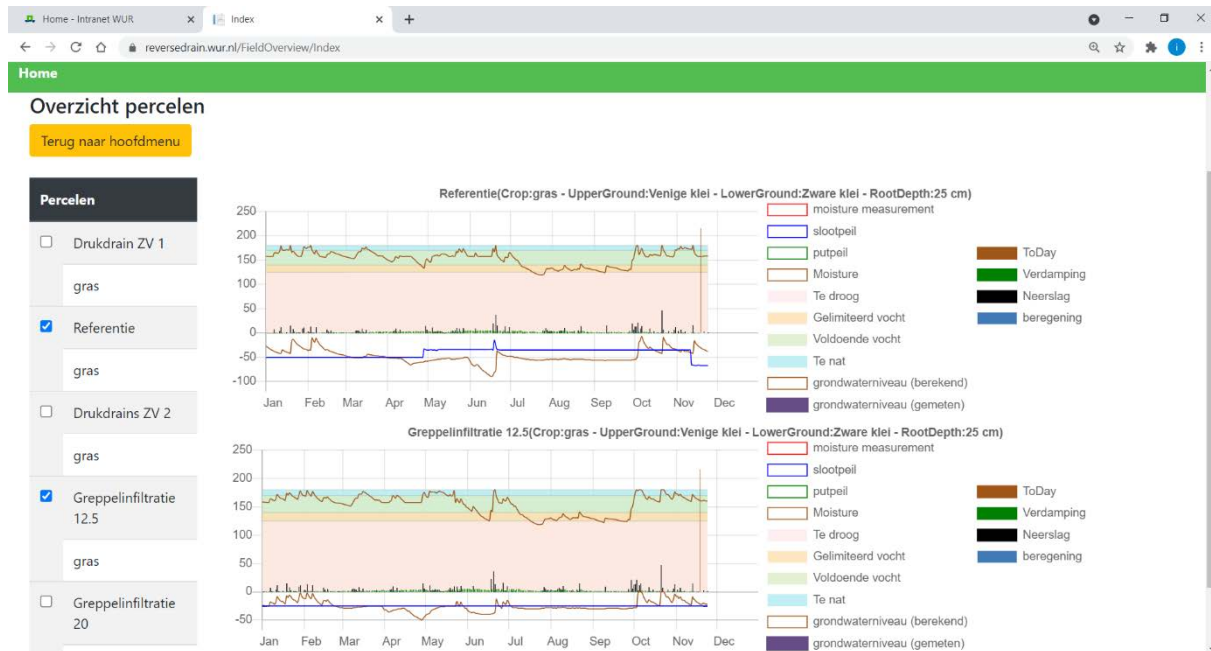 Home - Intranet WUR
Index
reversedrain.wur.nl/FieldOverview/Index
Home
Overzicht percelen
Terug naar hoofdmenu
Percelen
Drukdrain ZV 1
gras
Referentie
gras
Drukdrains ZV 2
gras
Greppelinfiltratie
12.5
gras
Greppelinfiltratie
20
Referentie(Crop:gras - UpperGround:Venige klei - LowerGround:Zware klei - RootDepth:25 cm)
250
200
150
100
50
0
-50
-100
Jan Feb Mar Apr May Jun Jul Aug Sep Oct Nov Dec
moisture measurement
slootpeil
putpeil
Moisture
Te droog
Gelimiteerd vocht
Voldoende vocht
Te nat
grondwaterniveau (berekend)
grondwaterniveau (gemeten)
ToDay
Verdamping
Neerslag
beregening
Greppelinfiltratie 12.5(Crop:gras - UpperGround:Venige klei - LowerGround:Zware klei - RootDepth:25 cm)
250
200
150
100
50
0
-50
Jan Feb Mar Apr May Jun Jul Aug Sep Oct Nov Dec
moisture measurement
slootpeil
putpeil
Moisture
Te droog
Gelimiteerd vocht
Voldoende vocht
Te nat
grondwaterniveau (berekend)
grondwaterniveau (gemeten)
ToDay
Verdamping
Neerslag
beregening